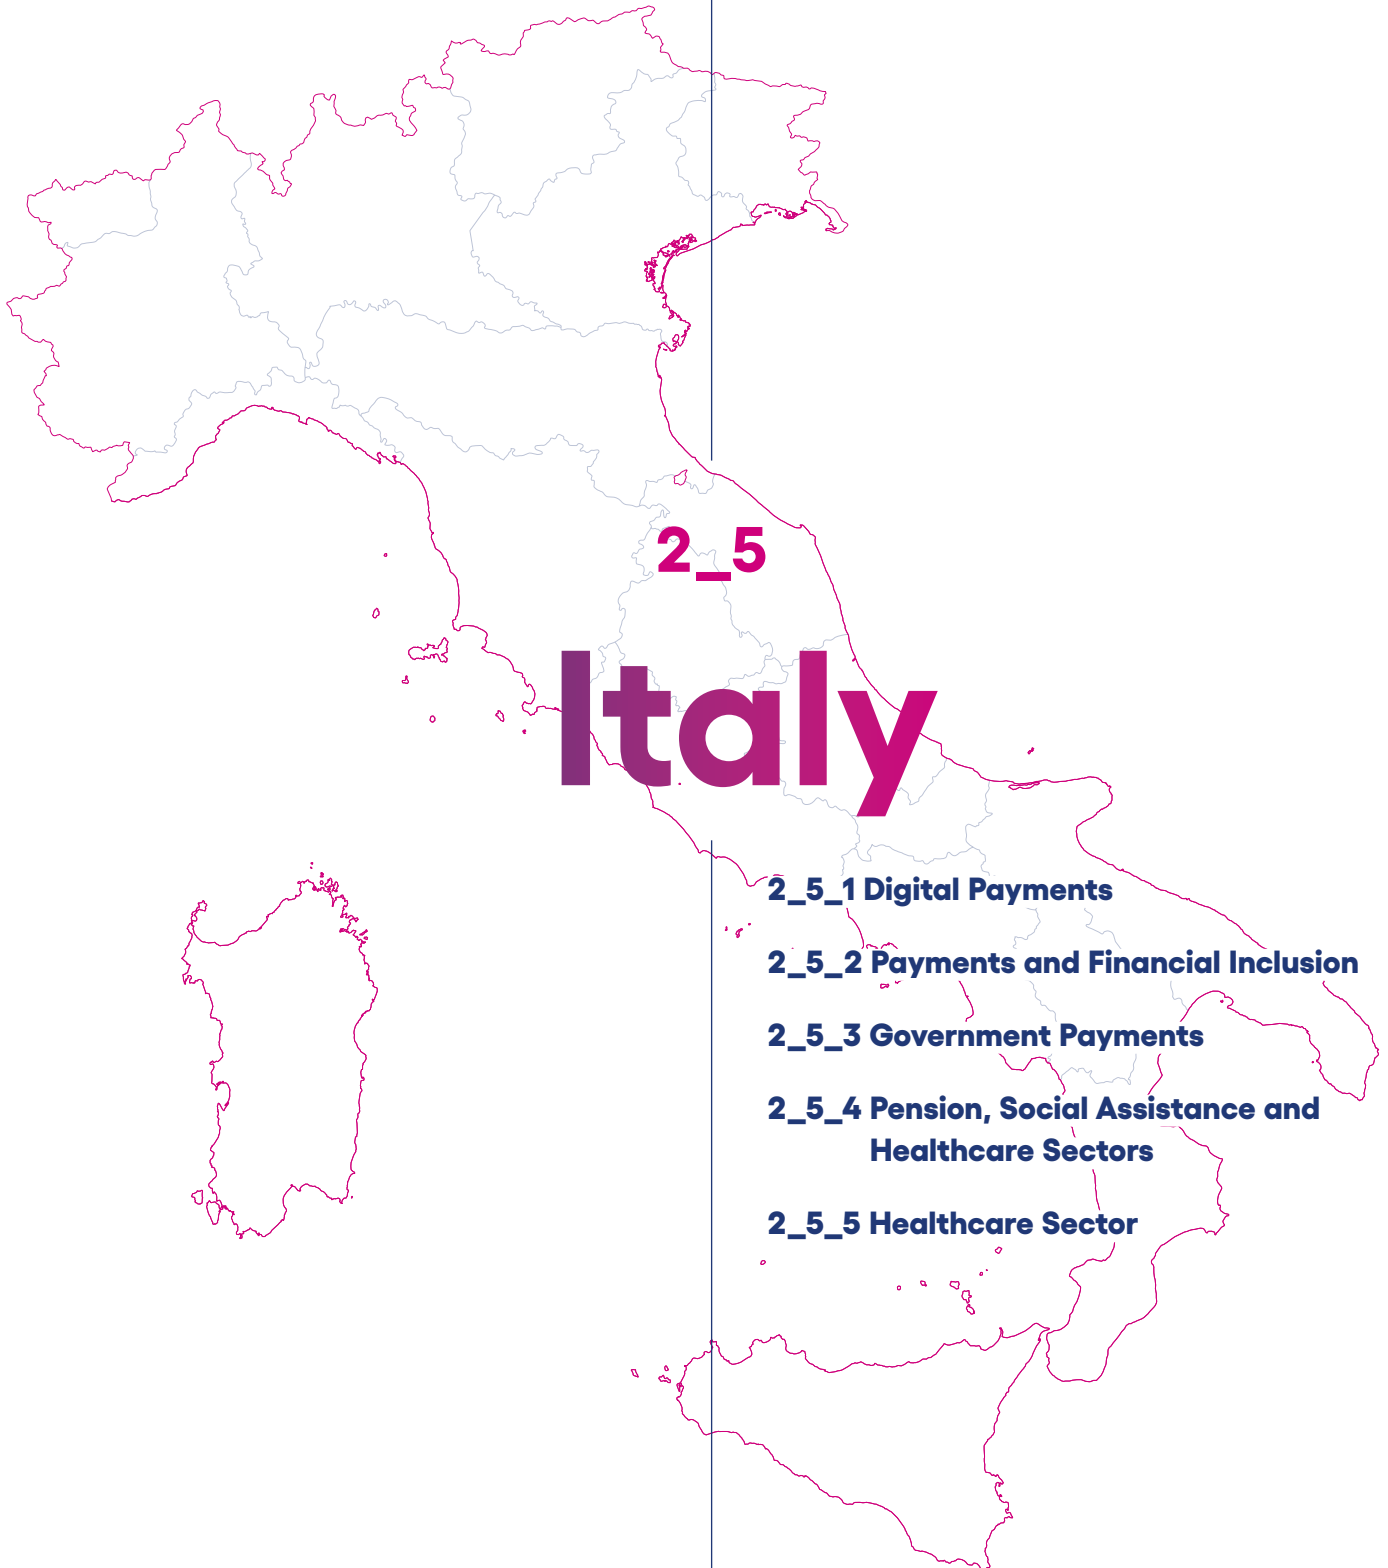 2_5
Italy
2_5_1 Digital Payments
2_5_2 Payments and Financial Inclusion
2_5_3 Government Payments
2_5_4 Pension, Social Assistance and
Healthcare Sectors
2_5_5 Healthcare Sector